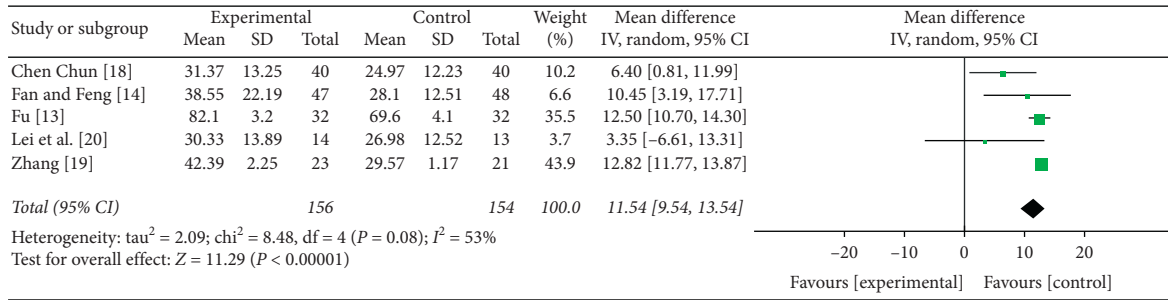 Study or subgroup Experimental Control Weight Mean difference Mean difference
Mean SD Total Mean SD Total (%) IV, random, 95% CI IV, random, 95% CI
Chen Chun [18] 31.37 13.25 40 24.97 12.23 40 10.2 6.40 [0.81, 11.99]
Fan and Feng [14] 38.55 22.19 47 28.1 12.51 48 6.6 10.45 [3.19, 17.71]
Fu [13] 82.1 3.2 32 69.6 4.1 32 35.5 12.50 [10.70, 14.30]
Lei et al. [20] 30.33 13.89 14 26.98 12.52 13 3.7 3.35 [–6.61, 13.31]
Zhang [19] 42.39 2.25 23 29.57 1.17 21 43.9 12.82 [11.77, 13.87]
Total (95% CI) 156 154 100.0 11.54 [9.54, 13.54]
Heterogeneity: tau² = 2.09; chi² = 8.48, df = 4 (P = 0.08); I² = 53%
Test for overall effect: Z = 11.29 (P < 0.00001)
–20 –10 0 10 20
Favours [experimental] Favours [control]